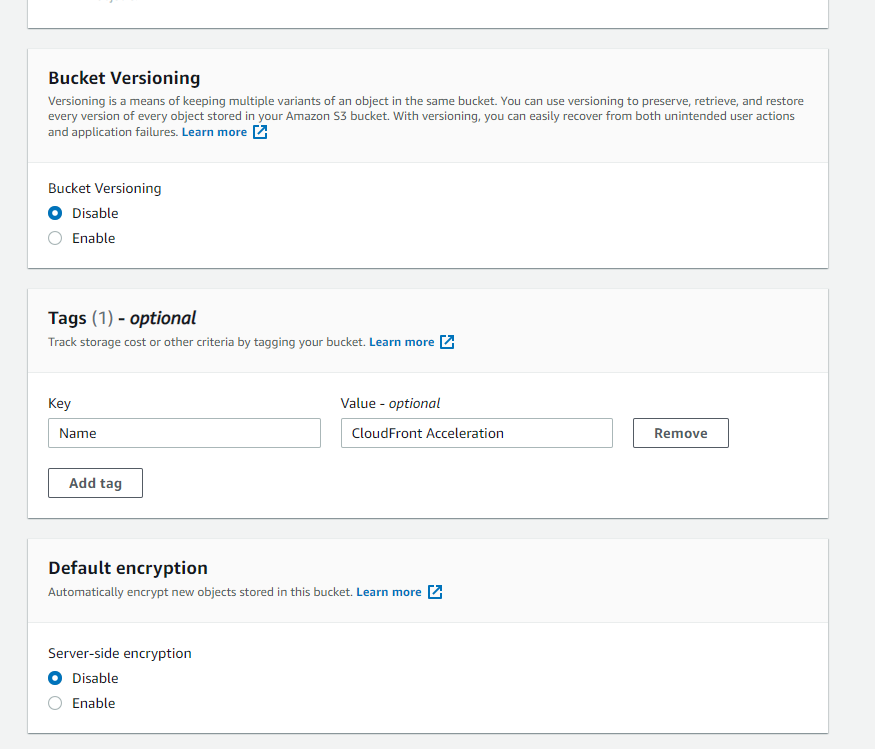 Bucket Versioning
Versioning is a means of keeping multiple variants of an object in the same bucket. You can use versioning to preserve, retrieve, and restore
every version of every object stored in your Amazon S3 bucket. With versioning, you can easily recover from both unintended user actions
and application failures. Learn more
Bucket Versioning
Disable
Enable
Tags (1) - optional
Track storage cost or other criteria by tagging your bucket. Learn more
Key Value - optional
Name CloudFront Acceleration Remove
Add tag
Default encryption
Automatically encrypt new objects stored in this bucket. Learn more
Server-side encryption
Disable
Enable